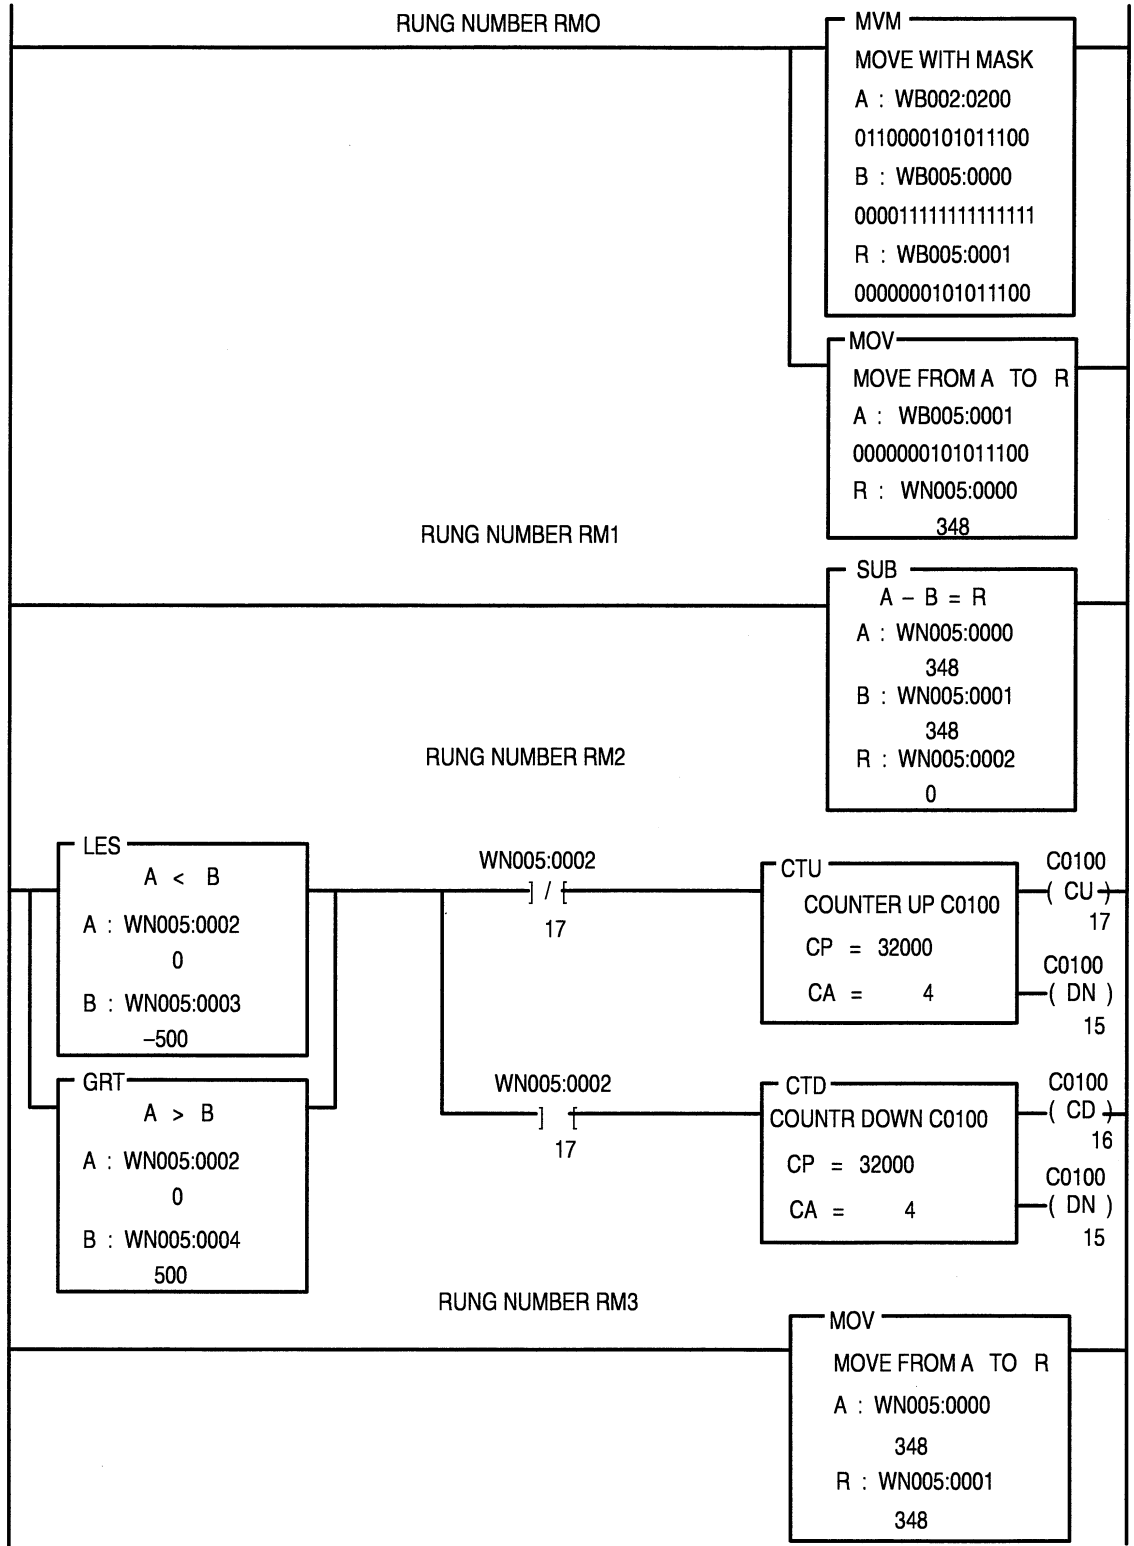 RUNG NUMBER RM0
MVM
MOVE WITH MASK
A : WB002:0200
0110000101011100
B : WB005:0000
0000111111111111
R : WB005:0001
0000000101011100
MOV
MOVE FROM A TO R
A : WB005:0001
0000000101011100
R : WN005:0000
348
RUNG NUMBER RM1
SUB
A – B = R
A : WN005:0000
348
B : WN005:0001
348
R : WN005:0002
0
RUNG NUMBER RM2
LES
A < B
A : WN005:0002
0
B : WN005:0003
–500
GRT
A > B
A : WN005:0002
0
B : WN005:0004
500
WN005:0002
] / [
17
CTU
COUNTER UP C0100
CP = 32000
CA = 4
C0100
( CU )
17
C0100
( DN )
15
WN005:0002
] [
17
CTD
COUNTR DOWN C0100
CP = 32000
CA = 4
C0100
( CD )
16
C0100
( DN )
15
RUNG NUMBER RM3
MOV
MOVE FROM A TO R
A : WN005:0000
348
R : WN005:0001
348